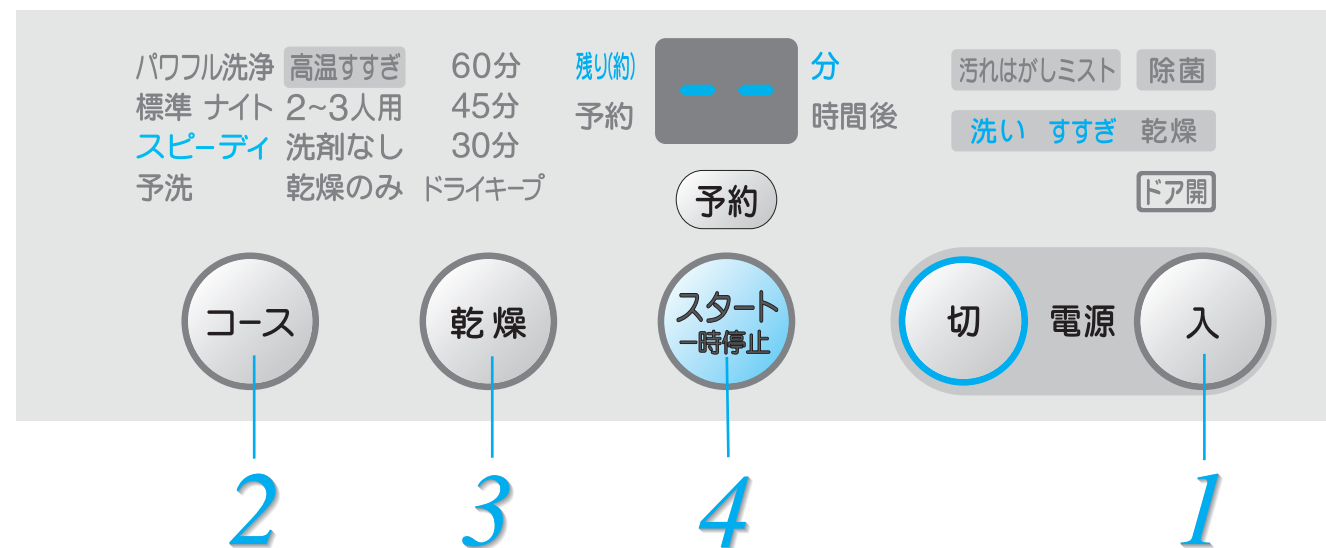 パワフル洗浄 高温すすぎ 60分 残り(約) -- 分 汚れはがしミスト 除菌
標準 ナイト 2~3人用 45分 予約 時間後
スピーディ 洗剤なし 30分 洗い すすぎ 乾燥
予洗 乾燥のみ ドライキープ 予約 ドア開
コース 乾燥 スタート 切 電源 入
一時停止
2 3 4 1